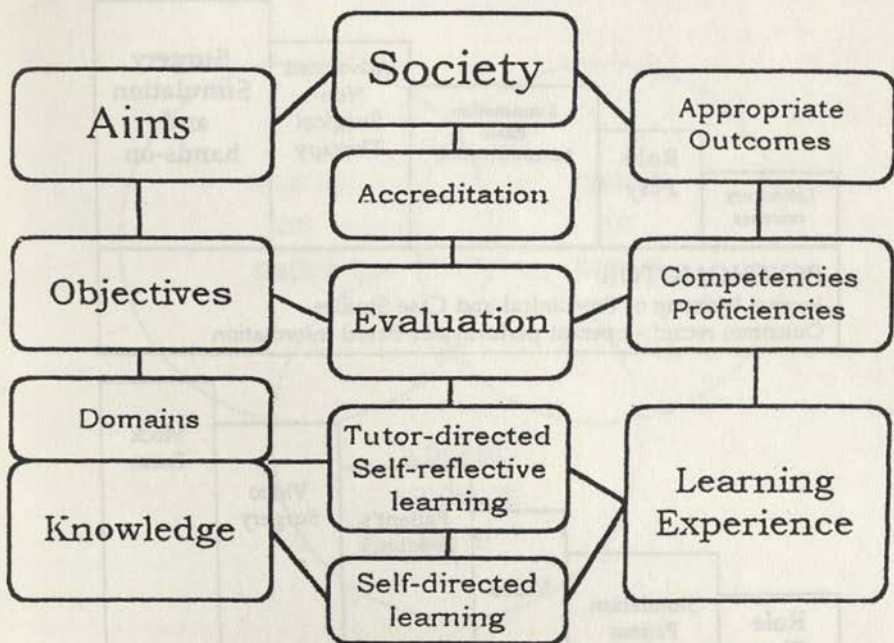 Society
Aims
Appropriate
Outcomes
Accreditation
Objectives
Evaluation
Competencies
Proficiencies
Domains
Tutor-directed
Self-reflective
learning
Knowledge
Learning
Experience
Self-directed
learning